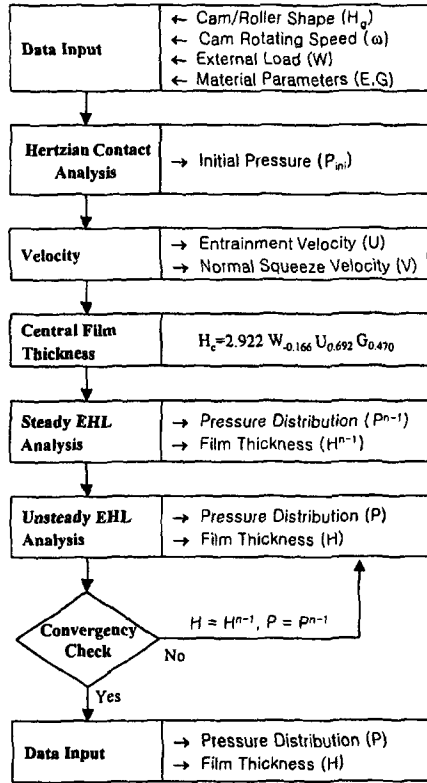 Data Input
← Cam/Roller Shape (Hg)
← Cam Rotating Speed (ω)
← External Load (W)
← Material Parameters (E,G)
Hertzian Contact
Analysis
→ Initial Pressure (Pini)
Velocity
→ Entrainment Velocity (U)
→ Normal Squeeze Velocity (V)
Central Film
Thickness
Hc=2.922 W-0.166 U0.692 G0.470
Steady EHL
Analysis
→ Pressure Distribution (Pⁿ⁻¹)
→ Film Thickness (Hⁿ⁻¹)
Unsteady EHL
Analysis
→ Pressure Distribution (P)
→ Film Thickness (H)
Convergency
Check
H = Hⁿ⁻¹, P = Pⁿ⁻¹
No
Yes
Data Input
→ Pressure Distribution (P)
→ Film Thickness (H)